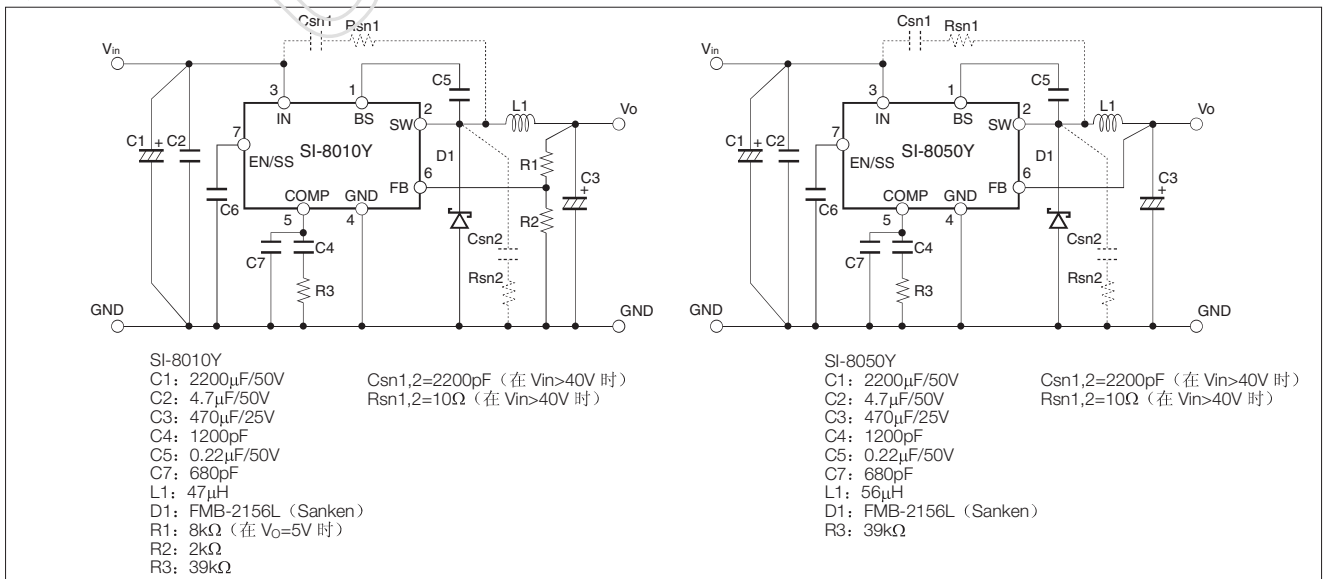 Csn1 Rsn1
Vin
C5
3 1
IN BS
2
L1
Vo
SW
7
C1 + C2
EN/SS
SI-8010Y
D1
R1
6
FB
C3
+
COMP GND
C6
5 4
R2
C7 C4
Csn2
R3
Rsn2
GND GND
Csn1 Rsn1
Vin
C5
3 1
IN BS
2
L1
Vo
SW
7
C1 + C2
EN/SS
SI-8050Y
D1
6
FB
C3
+
COMP GND
C6
5 4
C7 C4
Csn2
R3
Rsn2
GND GND
SI-8010Y
C1：2200μF/50V
C2：4.7μF/50V
C3：470μF/25V
C4：1200pF
C5：0.22μF/50V
C7：680pF
L1：47μH
D1：FMB-2156L（Sanken）
R1：8kΩ（在 VO=5V 时）
R2：2kΩ
R3：39kΩ
Csn1,2=2200pF（在 Vin>40V 时）
Rsn1,2=10Ω（在 Vin>40V 时）
SI-8050Y
C1：2200μF/50V
C2：4.7μF/50V
C3：470μF/25V
C4：1200pF
C5：0.22μF/50V
C7：680pF
L1：56μH
D1：FMB-2156L（Sanken）
R3：39kΩ
Csn1,2=2200pF（在 Vin>40V 时）
Rsn1,2=10Ω（在 Vin>40V 时）